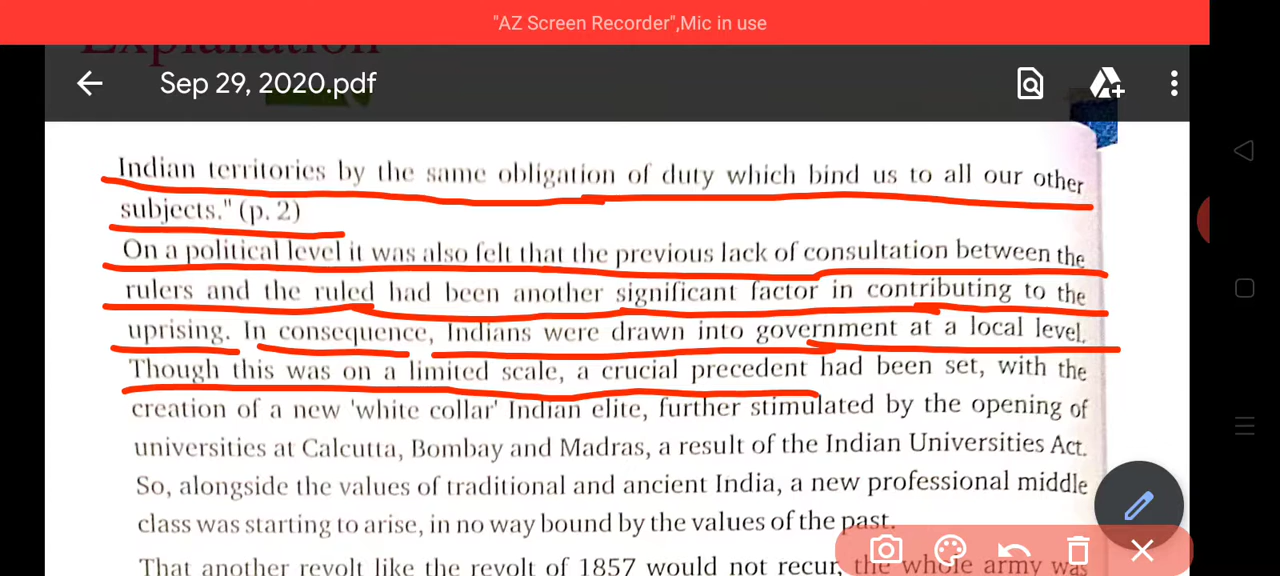 "AZ Screen Recorder",Mic in use
Explanation
Sep 29, 2020.pdf
Indian territories by the same obligation of duty which bind us to all our other
subjects." (p. 2)
On a political level it was also felt that the previous lack of consultation between the
rulers and the ruled had been another significant factor in contributing to the
uprising. In consequence, Indians were drawn into government at a local level.
Though this was on a limited scale, a crucial precedent had been set, with the
creation of a new 'white collar' Indian elite, further stimulated by the opening of
universities at Calcutta, Bombay and Madras, a result of the Indian Universities Act.
So, alongside the values of traditional and ancient India, a new professional middle
class was starting to arise, in no way bound by the values of the past.
That another revolt like the revolt of 1857 would not recur, the whole army was